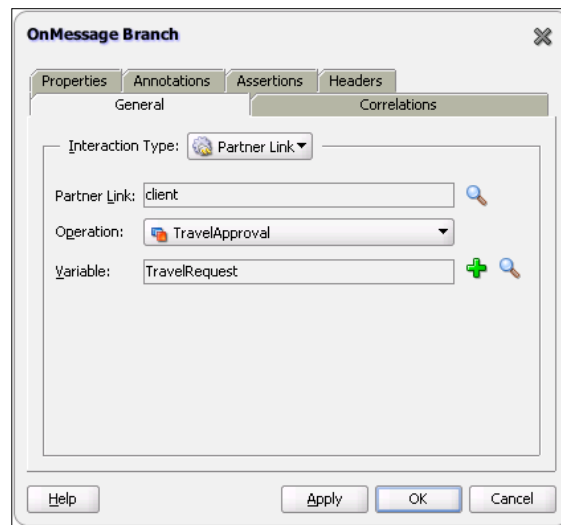 OnMessage Branch
Properties Annotations Assertions Headers
General Correlations
Interaction Type: Partner Link
Partner Link: client
Operation: TravelApproval
Variable: TravelRequest
Help Apply OK Cancel